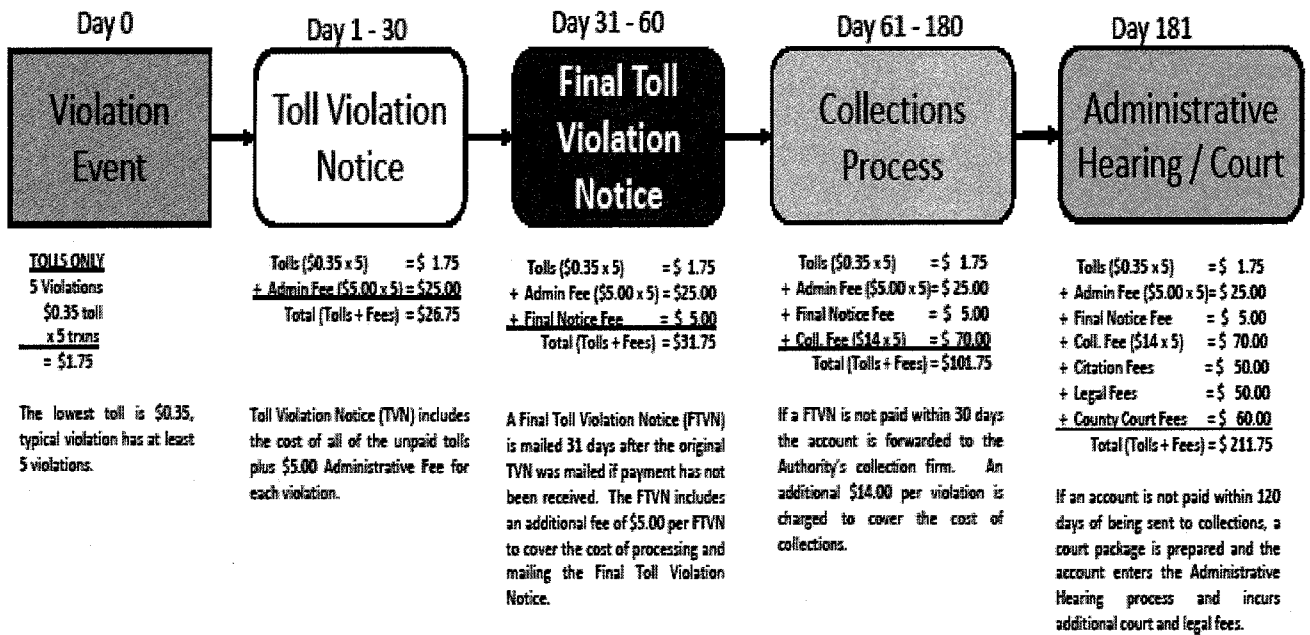 Day 0
Violation
Event
TOLLS ONLY
5 Violations
$0.35 toll
x 5 trxns
= $1.75
The lowest toll is $0.35,
typical violation has at least
5 violations.
Day 1 - 30
Toll Violation
Notice
Tolls ($0.35 x 5) = $ 1.75
+ Admin Fee ($5.00 x 5) = $25.00
Total (Tolls + Fees) = $26.75
Toll Violation Notice (TVN) includes
the cost of all of the unpaid tolls
plus $5.00 Administrative Fee for
each violation.
Day 31 - 60
Final Toll
Violation
Notice
Tolls ($0.35 x 5) = $ 1.75
+ Admin Fee ($5.00 x 5) = $25.00
+ Final Notice Fee = $ 5.00
Total (Tolls + Fees) = $31.75
A Final Toll Violation Notice (FTVN)
is mailed 31 days after the original
TVN was mailed if payment has not
been received. The FTVN includes
an additional fee of $5.00 per FTVN
to cover the cost of processing and
mailing the Final Toll Violation
Notice.
Day 61 - 180
Collections
Process
Tolls ($0.35 x 5) = $ 1.75
+ Admin Fee ($5.00 x 5) = $ 25.00
+ Final Notice Fee = $ 5.00
+ Coll. Fee ($14 x 5) = $ 70.00
Total (Tolls + Fees) = $101.75
If a FTVN is not paid within 30 days
the account is forwarded to the
Authority's collection firm. An
additional $14.00 per violation is
charged to cover the cost of
collections.
Day 181
Administrative
Hearing / Court
Tolls ($0.35 x 5) = $ 1.75
+ Admin Fee ($5.00 x 5) = $ 25.00
+ Final Notice Fee = $ 5.00
+ Coll. Fee ($14 x 5) = $ 70.00
+ Citation Fees = $ 50.00
+ Legal Fees = $ 50.00
+ County Court Fees = $ 60.00
Total (Tolls + Fees) = $ 211.75
If an account is not paid within 120
days of being sent to collections, a
court package is prepared and the
account enters the Administrative
Hearing process and incurs
additional court and legal fees.